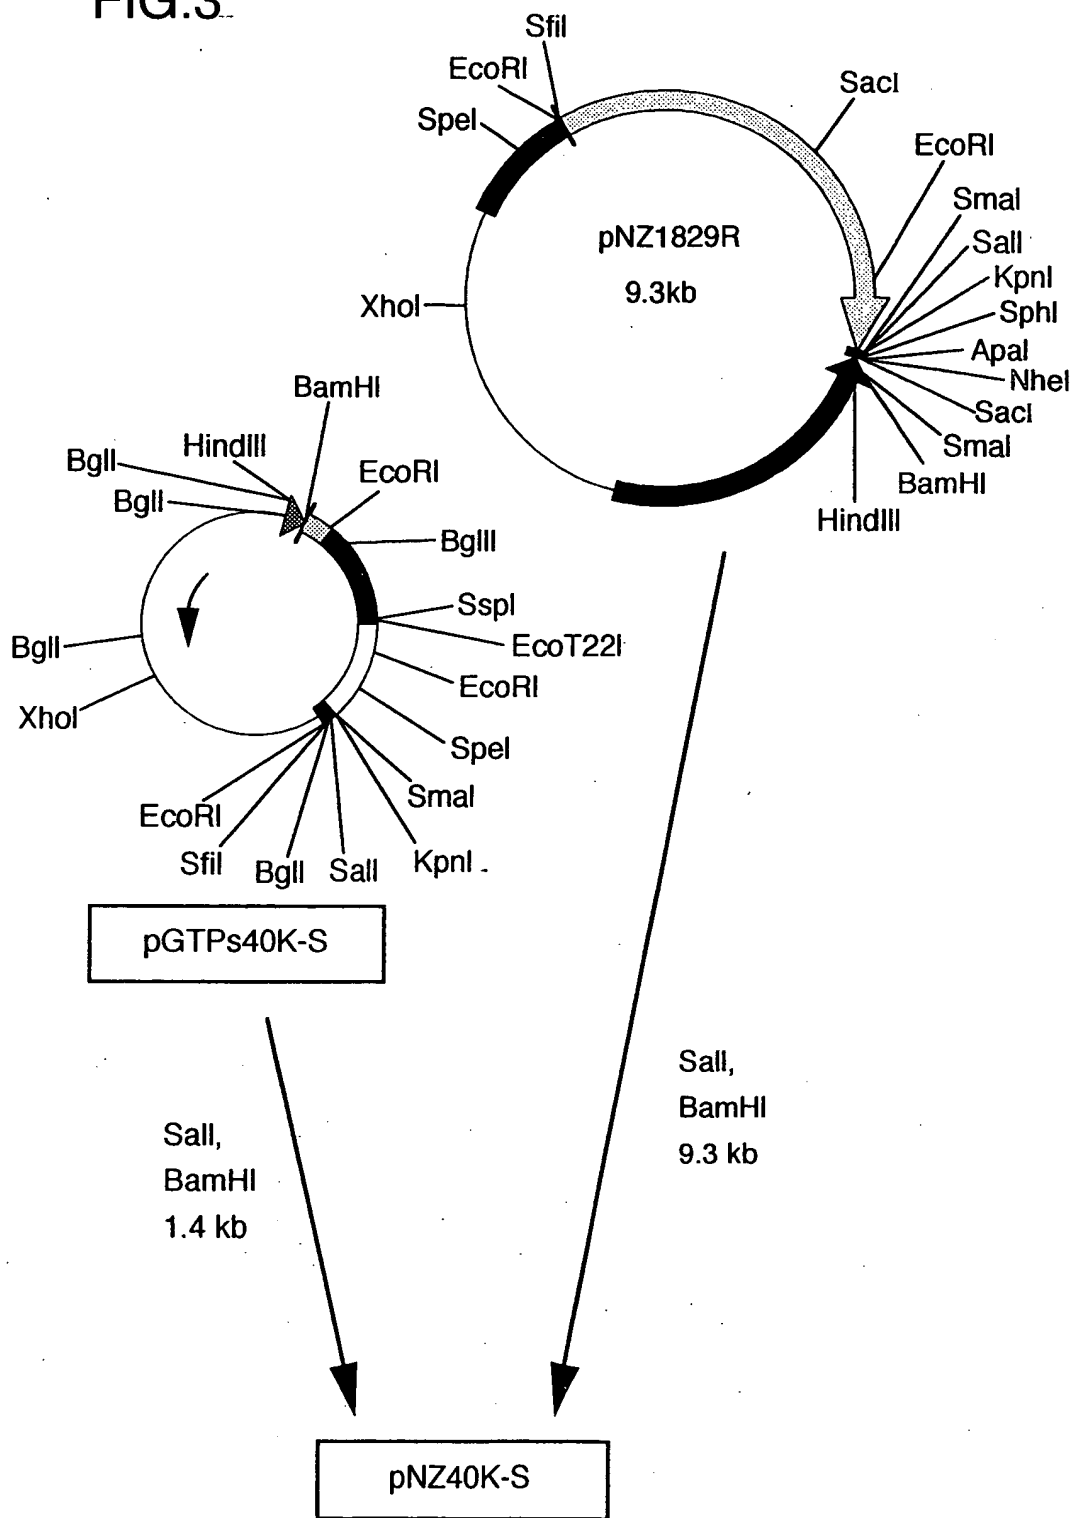 FIG.3
SfiI
EcoRI
SpeI
SacI
EcoRI
SmaI
SalI
KpnI
SphI
ApaI
NheI
SacI
SmaI
BamHI
HindIII
XhoI
pNZ1829R
9.3kb
BamHI
HindIII
BglI
BglI
EcoRI
BglII
SspI
EcoT22I
EcoRI
SpeI
SmaI
KpnI
SalI
BglI
SfiI
EcoRI
XhoI
BglI
pGTPs40K-S
SalI,
BamHI
1.4 kb
SalI,
BamHI
9.3 kb
pNZ40K-S